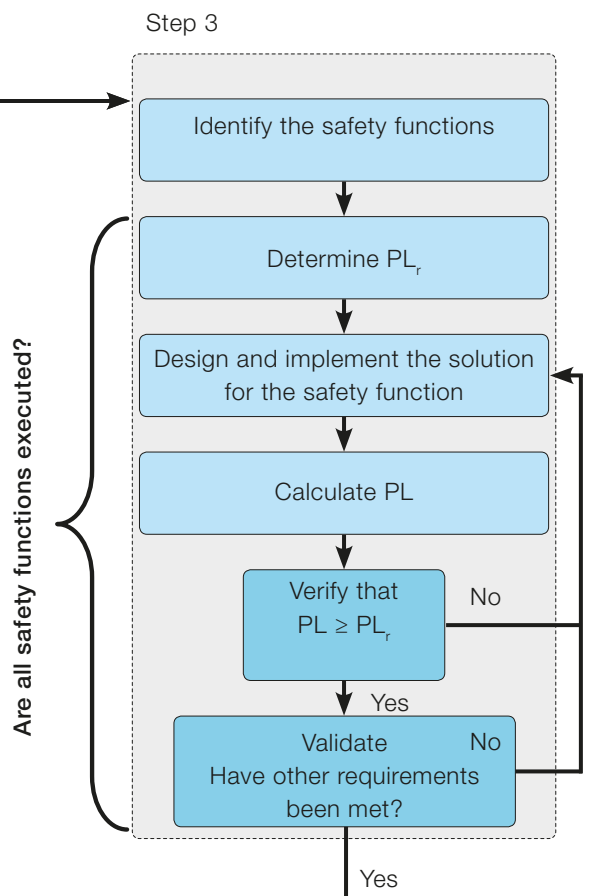 Step 3
Identify the safety functions
Determine PLr
Design and implement the solution
for the safety function
Calculate PL
Verify that
PL ≥ PLr
No
Yes
Validate
No
Have other requirements
been met?
Yes
Are all safety functions executed?